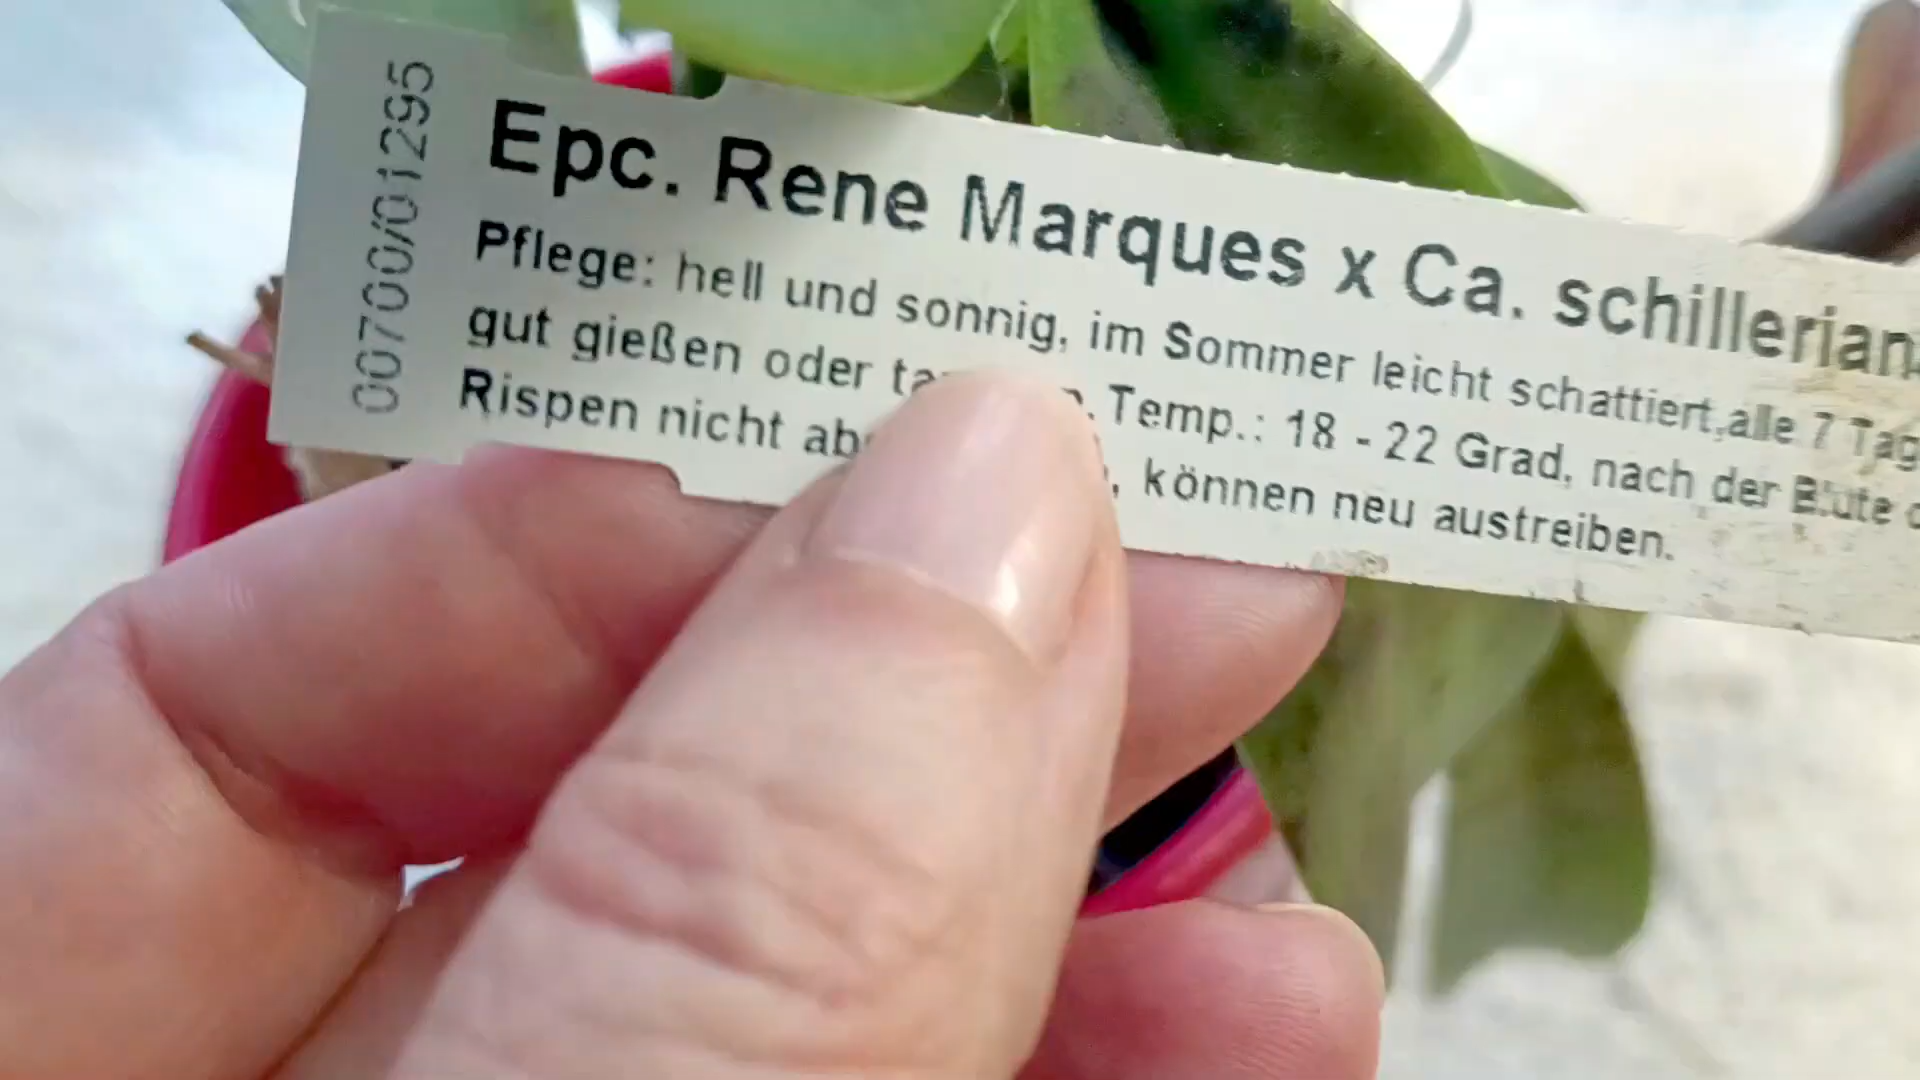 00700/01295
Epc. Rene Marques x Ca. schillerian
Pflege: hell und sonnig, im Sommer leicht schattiert,alle 7 Tag
gut gießen oder Temp.: 18 - 22 Grad, nach der Blüte
Rispen nicht können neu austreiben.